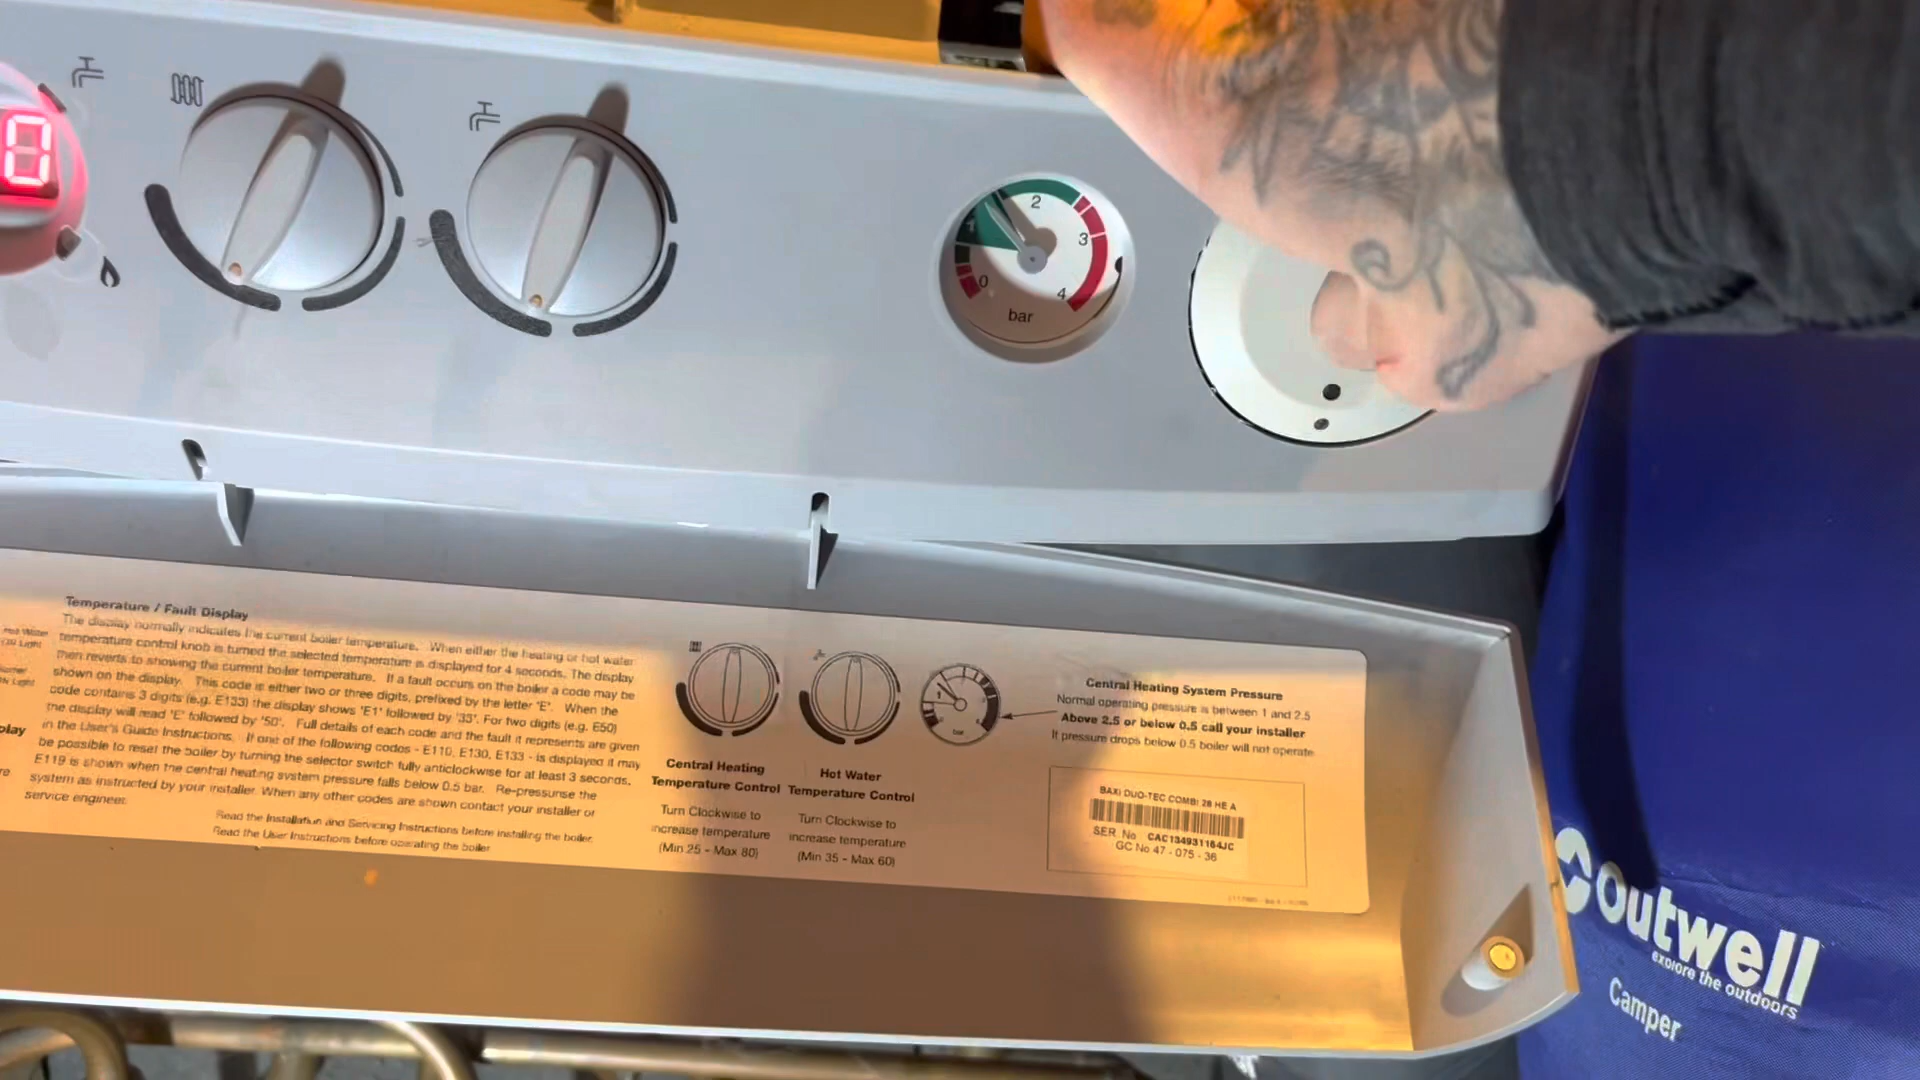 0
1
2
3
0
4
bar
Temperature / Fault Display
The display normally indicates the current boiler temperature. When either the heating or hot water
temperature control knob is turned the selected temperature is displayed for 4 seconds. The display
then reverts to showing the current boiler temperature. If a fault occurs on the boiler a code may be
shown on the display. This code is either two or three digits, prefixed by the letter 'E'. When the
code contains 3 digits (e.g. E133) the display shows 'E1' followed by '33'. For two digits (e.g. E50)
the display will read 'E' followed by '50'. Full details of each code and the fault it represents are given
in the User's Guide Instructions. If one of the following codes - E110, E130, E133 - is displayed it may
be possible to reset the boiler by turning the selector switch fully anticlockwise for at least 3 seconds.
E119 is shown when the central heating system pressure falls below 0.5 bar. Re-pressurise the
system as instructed by your installer. When any other codes are shown contact your installer or
service engineer.
Read the Installation and Servicing Instructions before installing the boiler.
Read the User Instructions before operating the boiler
Hot Water
Light
Light
play
Central Heating
Temperature Control
Turn Clockwise to
increase temperature
(Min 25 - Max 80)
Hot Water
Temperature Control
Turn Clockwise to
increase temperature
(Min 35 - Max 60)
1
bar
Central Heating System Pressure
Normal operating pressure is between 1 and 2.5
Above 2.5 or below 0.5 call your installer
If pressure drops below 0.5 boiler will not operate
BAXI DUO-TEC COMBI 28 HE A
SER. No CAC134931164JC
GC No 47 - 075 - 36
Outwell
explore the outdoors
Camper